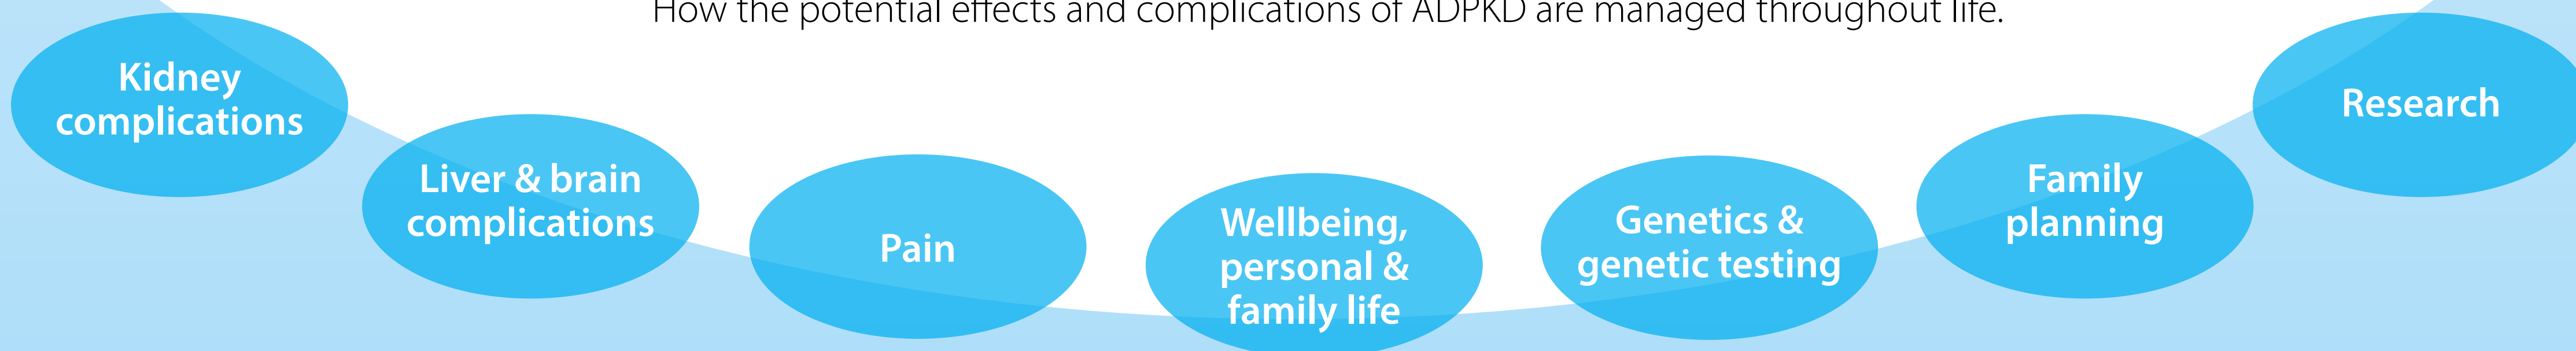 How the potential effects and complications of ADPKD are managed throughout life.
Kidney
complications
Liver & brain
complications
Pain
Wellbeing,
personal &
family life
Genetics &
genetic testing
Family
planning
Research